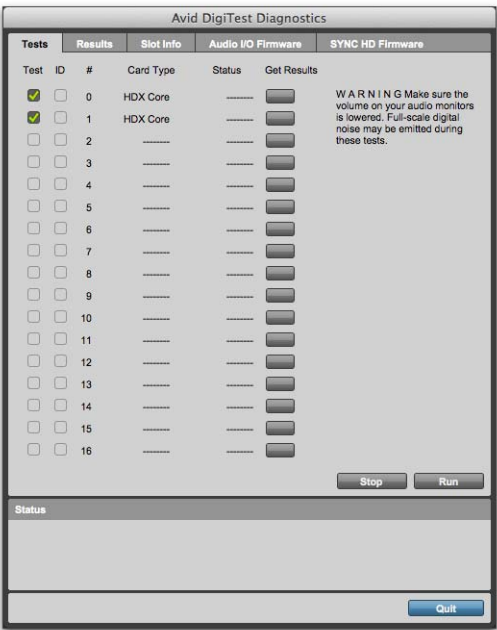 Avid DigiTest Diagnostics
Tests Results Slot Info Audio I/O Firmware SYNC HD Firmware
Test ID # Card Type Status Get Results
0 HDX Core --------
W A R N I N G Make sure the
volume on your audio monitors
is lowered. Full-scale digital
noise may be emitted during
these tests.
1 HDX Core --------
2 -------- --------
3 -------- --------
4 -------- --------
5 -------- --------
6 -------- --------
7 -------- --------
8 -------- --------
9 -------- --------
10 -------- --------
11 -------- --------
12 -------- --------
13 -------- --------
14 -------- --------
15 -------- --------
16 -------- --------
Stop Run
Status
Quit